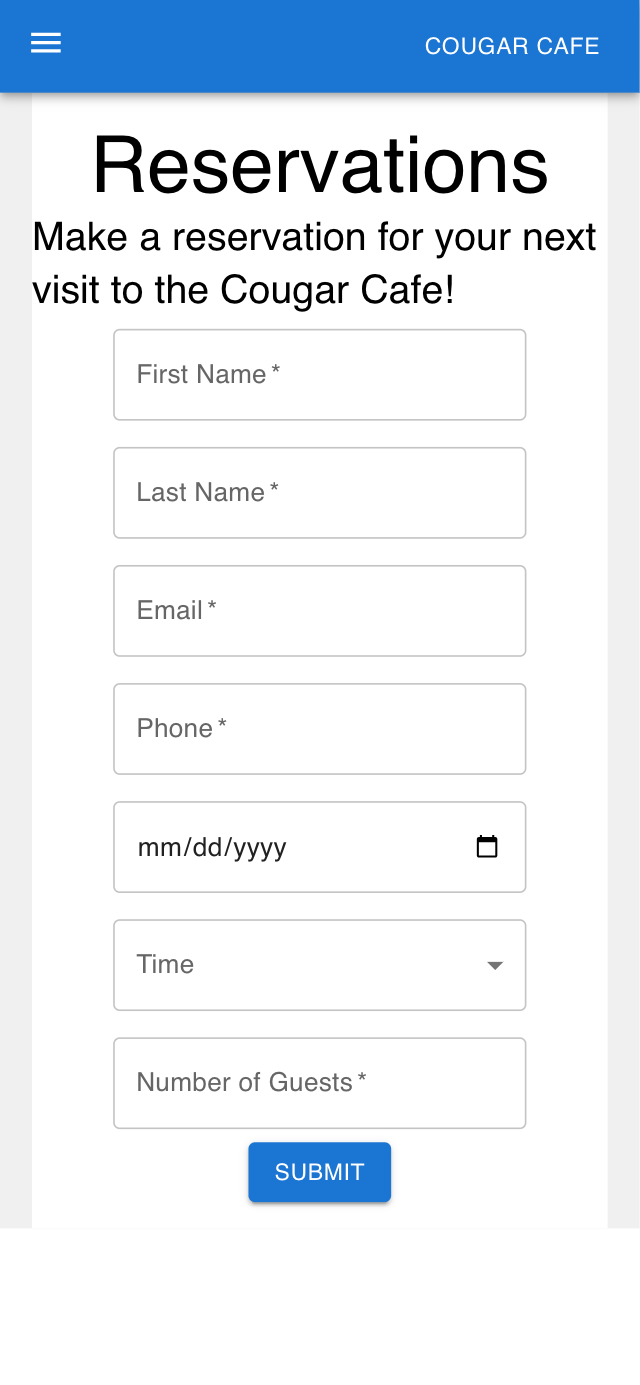 COUGAR CAFE
Reservations
Make a reservation for your next
visit to the Cougar Cafe!
First Name *
Last Name *
Email *
Phone *
mm/dd/yyyy
Time
Number of Guests *
SUBMIT